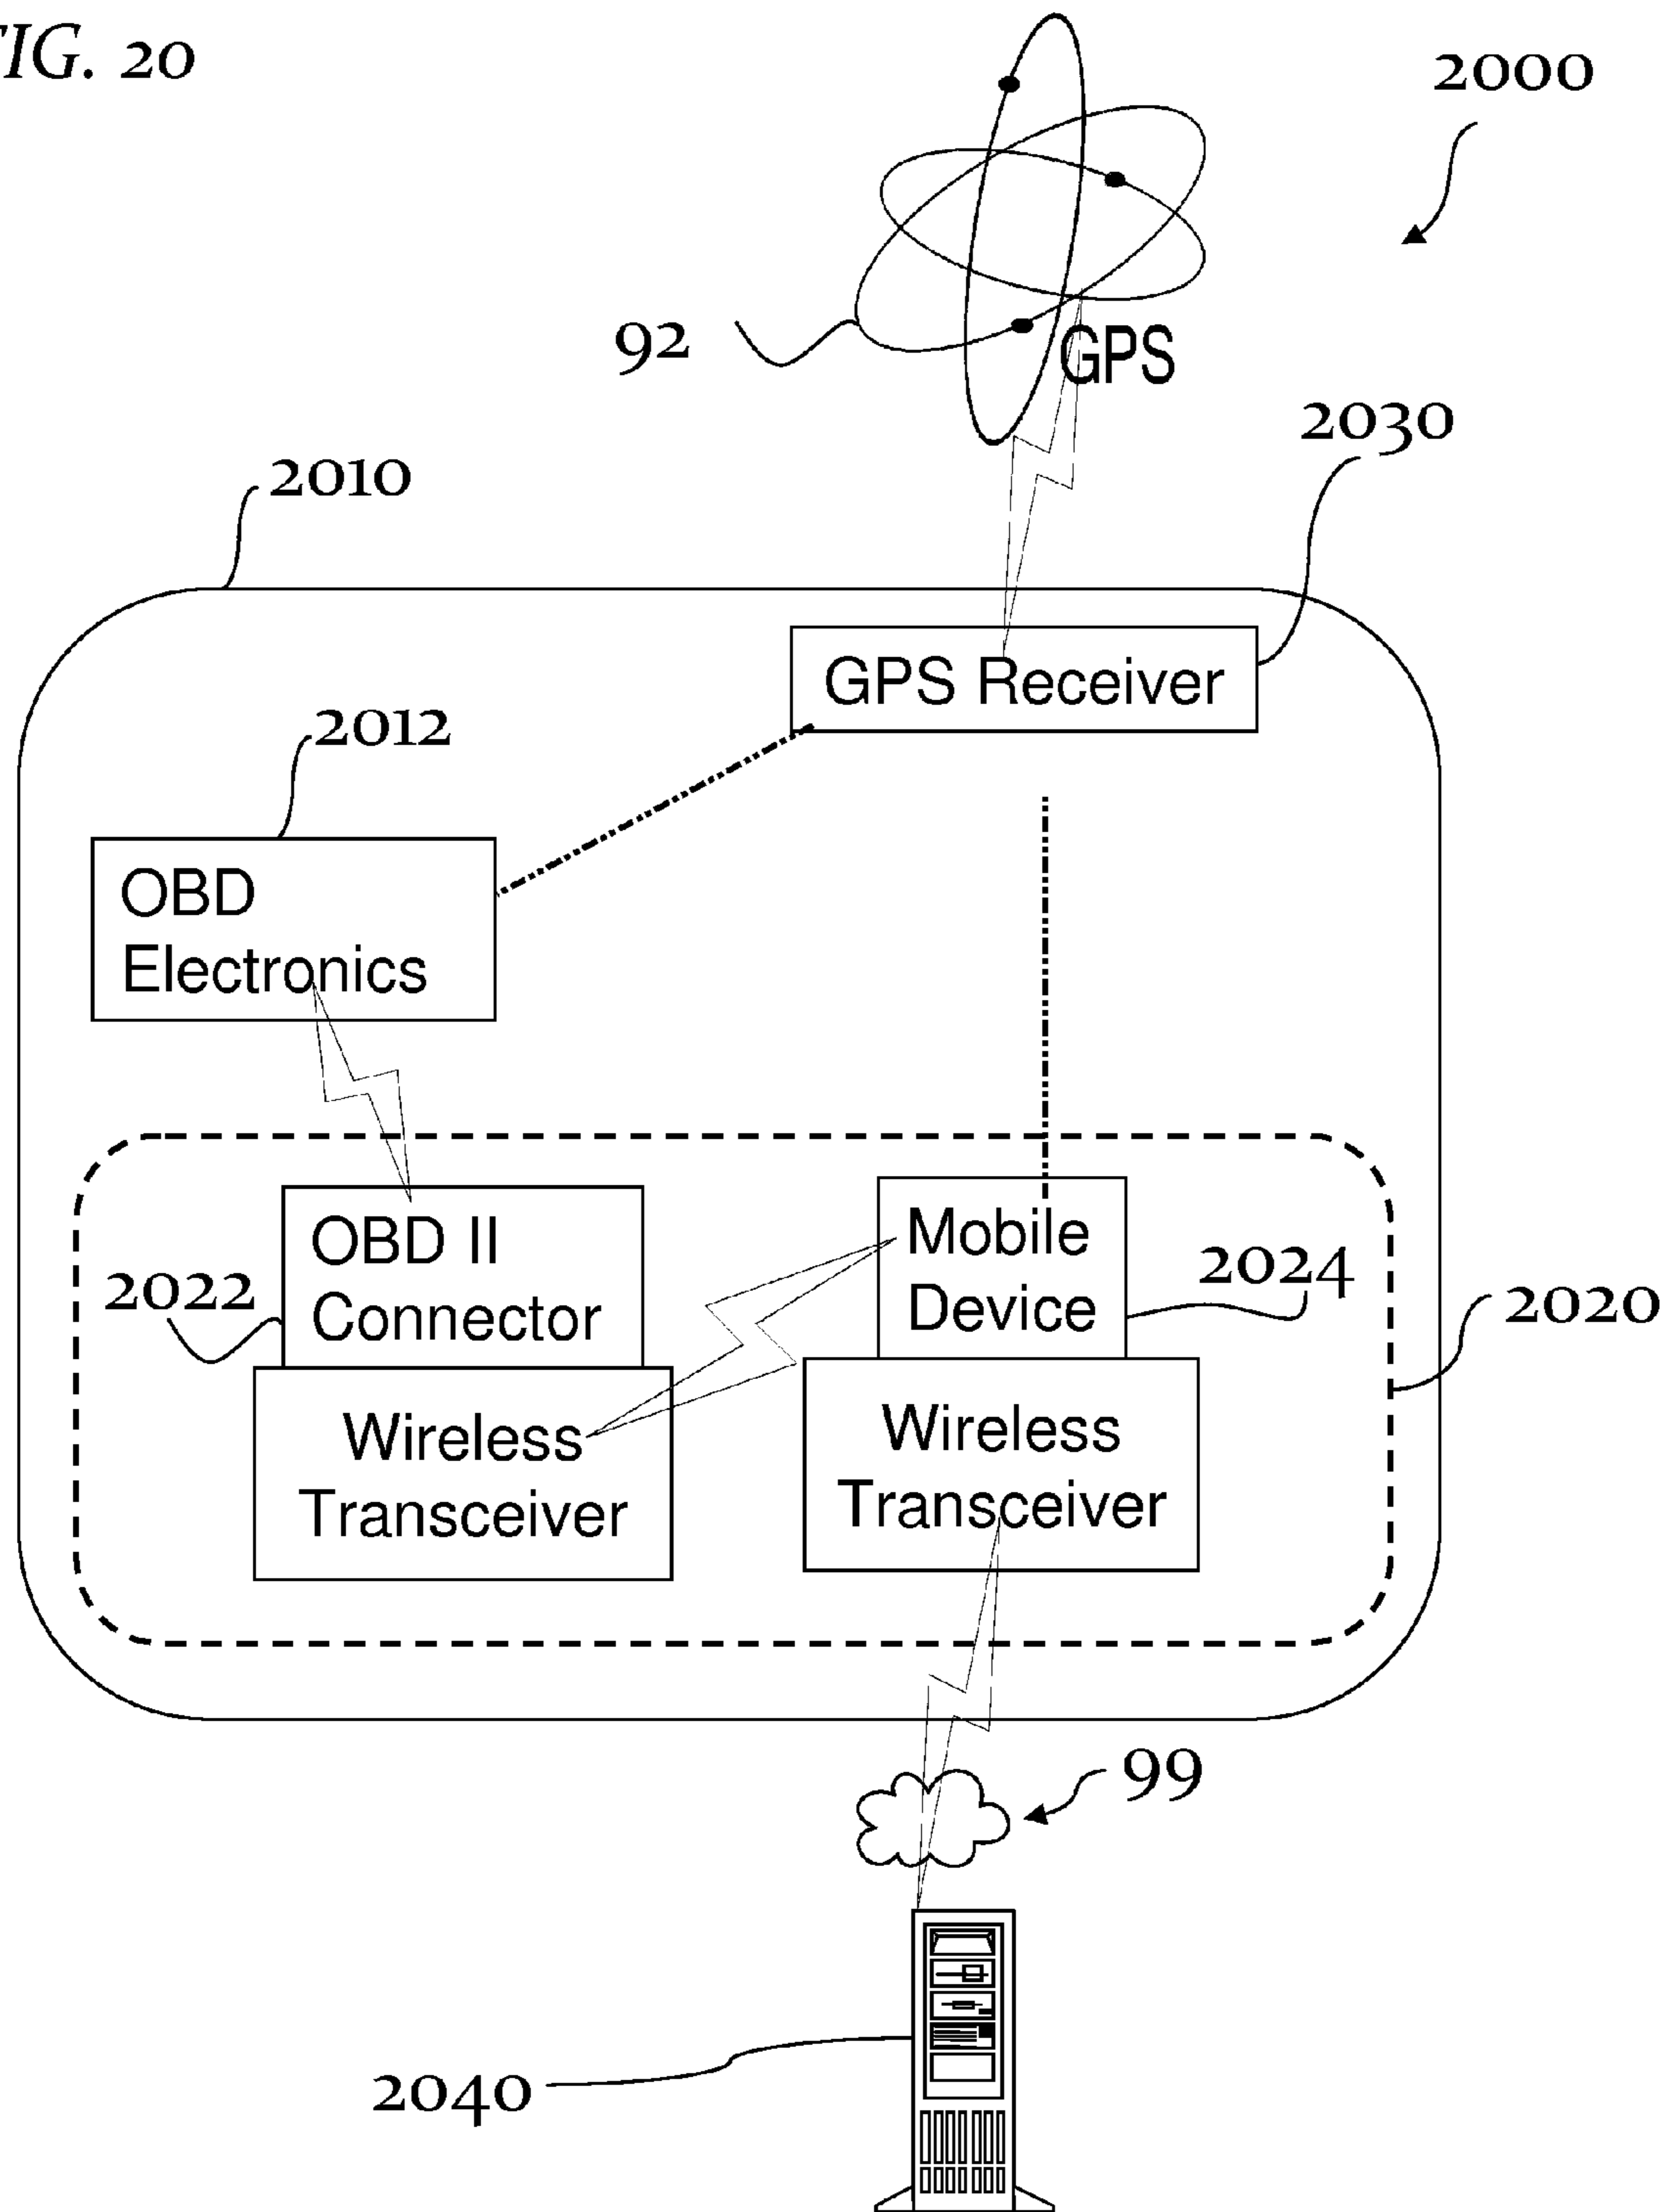 FIG. 20
2000
92
GPS
2030
2010
GPS Receiver
2012
OBD
Electronics
OBD II
Connector
2022
Mobile
Device
2024
2020
Wireless
Transceiver
Wireless
Transceiver
99
2040